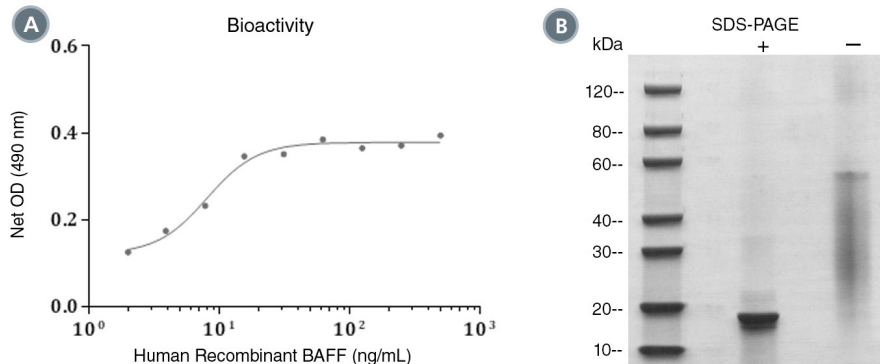 A
Bioactivity
0.6
0.4
0.2
0.0
10⁰ 10¹ 10² 10³
Net OD (490 nm)
Human Recombinant BAFF (ng/mL)
B
SDS-PAGE
kDa + –
120--
80--
60--
40--
30--
20--
10--